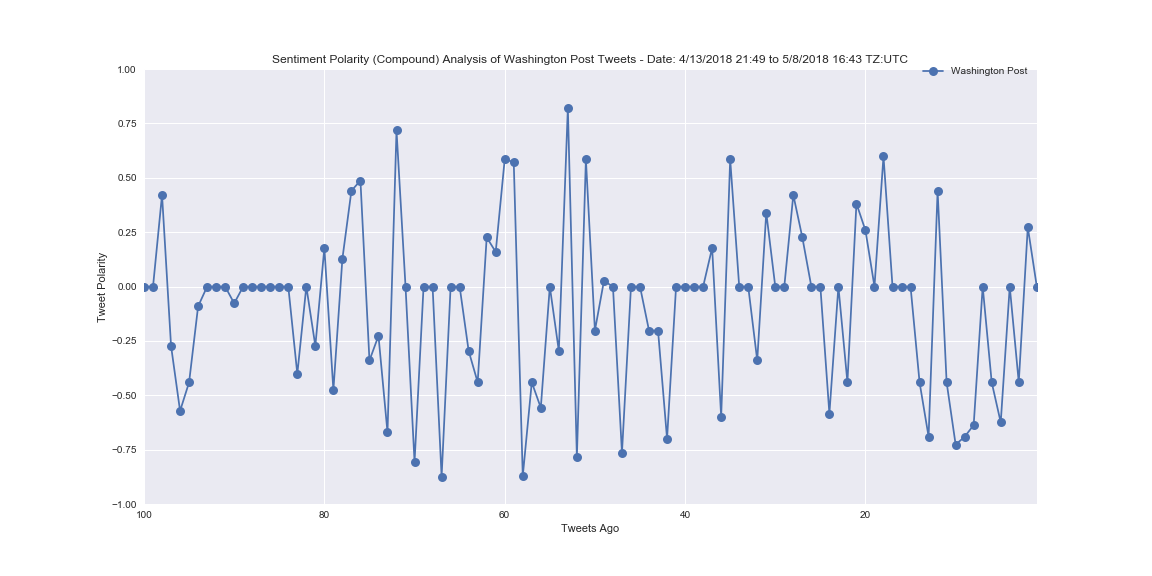 Sentiment Polarity (Compound) Analysis of Washington Post Tweets - Date: 4/13/2018 21:49 to 5/8/2018 16:43 TZ:UTC
Washington Post
1.00
0.75
0.50
0.25
0.00
−0.25
−0.50
−0.75
−1.00
Tweet Polarity
100 80 60 40 20
Tweets Ago